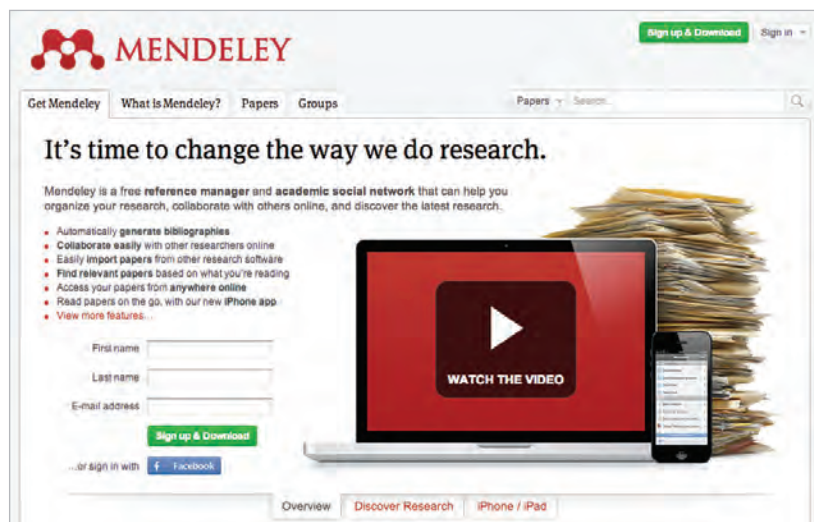 MENDELEY
Sign up & Download Sign in
Get Mendeley What is Mendeley? Papers Groups Papers Search...
It's time to change the way we do research.
Mendeley is a free reference manager and academic social network that can help you
organize your research, collaborate with others online, and discover the latest research.
Automatically generate bibliographies
Collaborate easily with other researchers online
Easily import papers from other research software
Find relevant papers based on what you're reading
Access your papers from anywhere online
Read papers on the go, with our new iPhone app
View more features...
First name
Last name
E-mail address
Sign up & Download
...or sign in with Facebook
WATCH THE VIDEO
Overview Discover Research iPhone / iPad